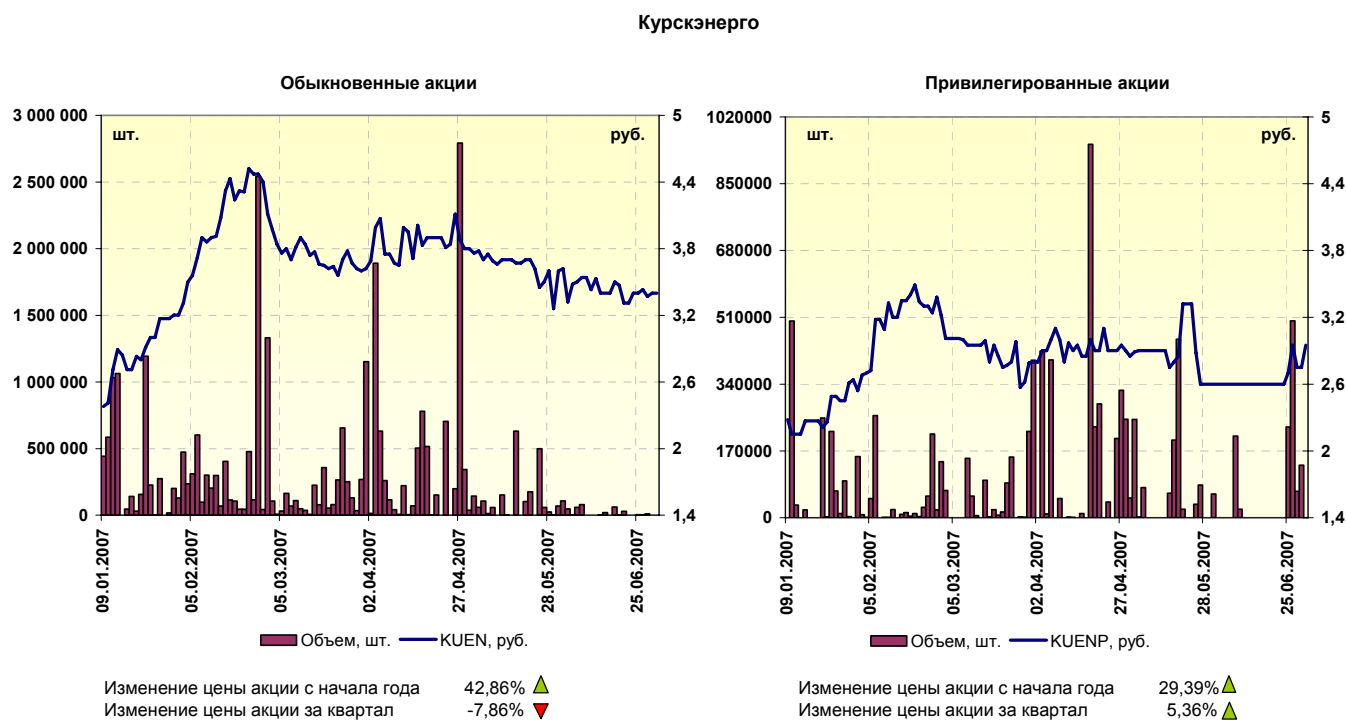 Курскэнерго
Обыкновенные акции
шт. руб.
3 000 000
2 500 000
2 000 000
1 500 000
1 000 000
500 000
0
5
4,4
3,8
3,2
2,6
2
1,4
09.01.2007
05.02.2007
05.03.2007
02.04.2007
27.04.2007
28.05.2007
25.06.2007
Объем, шт. KUEN, руб.
Изменение цены акции с начала года 42,86%
Изменение цены акции за квартал -7,86%
Привилегированные акции
шт. руб.
1020000
850000
680000
510000
340000
170000
0
5
4,4
3,8
3,2
2,6
2
1,4
09.01.2007
05.02.2007
05.03.2007
02.04.2007
27.04.2007
28.05.2007
25.06.2007
Объем, шт. KUENP, руб.
Изменение цены акции с начала года 29,39%
Изменение цены акции за квартал 5,36%